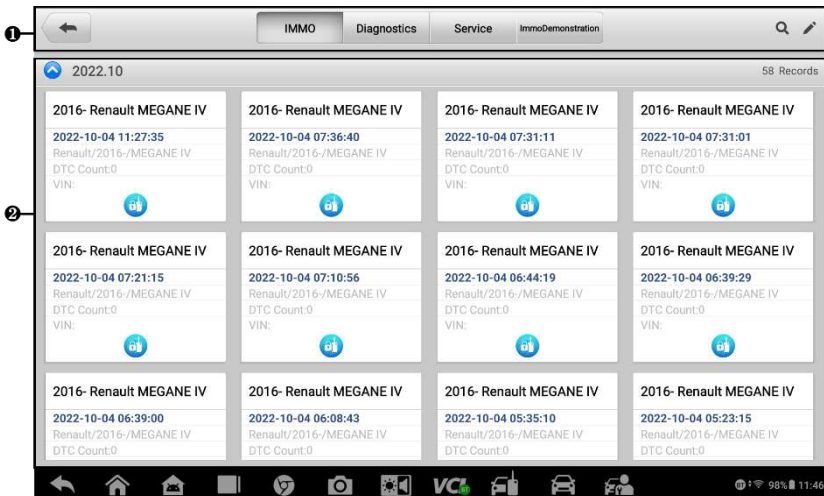 ❶
IMMO Diagnostics Service ImmoDemonstration
2022.10 58 Records
2016- Renault MEGANE IV 2016- Renault MEGANE IV 2016- Renault MEGANE IV 2016- Renault MEGANE IV
2022-10-04 11:27:35 2022-10-04 07:36:40 2022-10-04 07:31:11 2022-10-04 07:31:01
Renault/2016-/MEGANE IV Renault/2016-/MEGANE IV Renault/2016-/MEGANE IV Renault/2016-/MEGANE IV
DTC Count:0 DTC Count:0 DTC Count:0 DTC Count:0
VIN: VIN: VIN: VIN:
❷
2016- Renault MEGANE IV 2016- Renault MEGANE IV 2016- Renault MEGANE IV 2016- Renault MEGANE IV
2022-10-04 07:21:15 2022-10-04 07:10:56 2022-10-04 06:44:19 2022-10-04 06:39:29
Renault/2016-/MEGANE IV Renault/2016-/MEGANE IV Renault/2016-/MEGANE IV Renault/2016-/MEGANE IV
DTC Count:0 DTC Count:0 DTC Count:0 DTC Count:0
VIN: VIN: VIN: VIN:
2016- Renault MEGANE IV 2016- Renault MEGANE IV 2016- Renault MEGANE IV 2016- Renault MEGANE IV
2022-10-04 06:39:00 2022-10-04 06:08:43 2022-10-04 05:35:10 2022-10-04 05:23:15
Renault/2016-/MEGANE IV Renault/2016-/MEGANE IV Renault/2016-/MEGANE IV Renault/2016-/MEGANE IV
DTC Count:0 DTC Count:0 DTC Count:0 DTC Count:0
VCI 98% 11:46